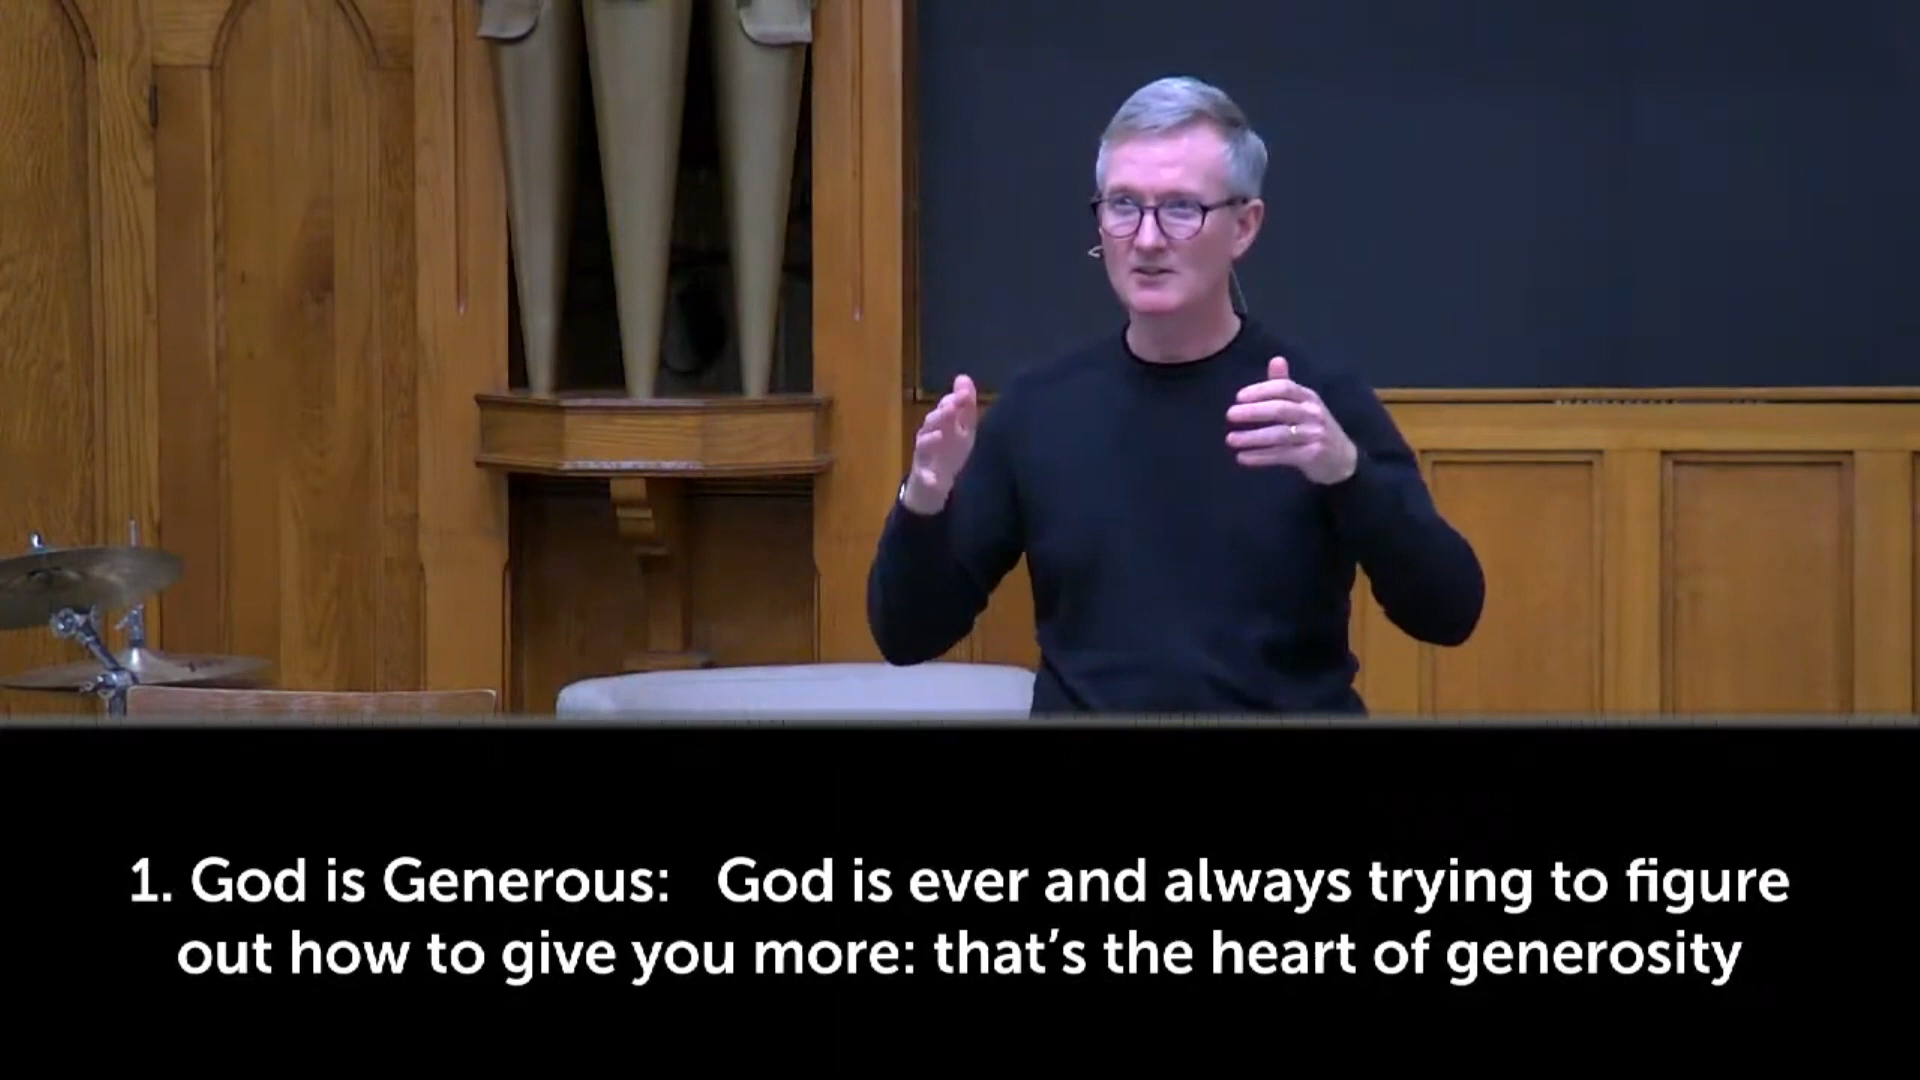 1. God is Generous:   God is ever and always trying to figure
out how to give you more: that’s the heart of generosity